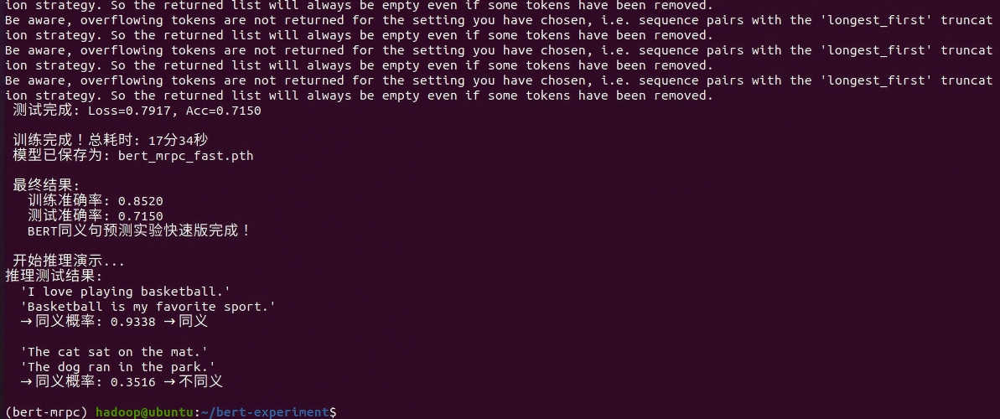 ion strategy. So the returned list will always be empty even if some tokens have been removed.
Be aware, overflowing tokens are not returned for the setting you have chosen, i.e. sequence pairs with the 'longest_first' truncat
ion strategy. So the returned list will always be empty even if some tokens have been removed.
Be aware, overflowing tokens are not returned for the setting you have chosen, i.e. sequence pairs with the 'longest_first' truncat
ion strategy. So the returned list will always be empty even if some tokens have been removed.
Be aware, overflowing tokens are not returned for the setting you have chosen, i.e. sequence pairs with the 'longest_first' truncat
ion strategy. So the returned list will always be empty even if some tokens have been removed.
测试完成: Loss=0.7917, Acc=0.7150
训练完成！总耗时: 17分34秒
模型已保存为: bert_mrpc_fast.pth
最终结果:
训练准确率: 0.8520
测试准确率: 0.7150
BERT同义句预测实验快速版完成！
开始推理演示...
推理测试结果:
'I love playing basketball.'
'Basketball is my favorite sport.'
→同义概率: 0.9338 →同义
'The cat sat on the mat.'
'The dog ran in the park.'
→同义概率: 0.3516 →不同义
(bert-mrpc) hadoop@ubuntu:~/bert-experiment$